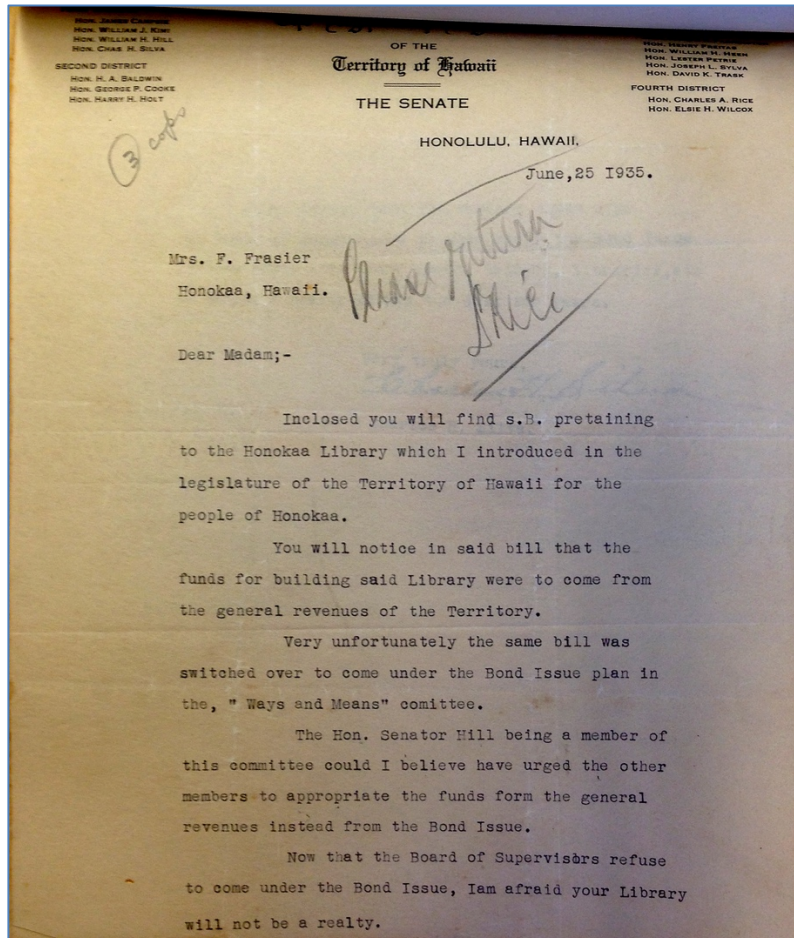 HON. JAMES CAMPSIE
HON. WILLIAM J. KIMI
HON. WILLIAM H. HILL
HON. CHAS H. SILVA
SECOND DISTRICT
HON. H. A. BALDWIN
HON. GEORGE P. COOKE
HON. HARRY H. HOLT
OF THE
Territory of Hawaii
THE SENATE
HON. HENRY FREITAS
HON. WILLIAM H. HEEN
HON. LESTER PETRIE
HON. JOSEPH L. SYLVA
HON. DAVID K. TRASK
FOURTH DISTRICT
HON. CHARLES A. RICE
HON. ELSIE H. WILCOX
3 cops
HONOLULU, HAWAII,
June,25 I935.
Please return
Mrs. F. Frasier
Honokaa, Hawaii.
Dear Madam;-
Inclosed you will find s.B. pretaining
to the Honokaa Library which I introduced in the
legislature of the Territory of Hawaii for the
people of Honokaa.
You will notice in said bill that the
funds for building said Library were to come from
the general revenues of the Territory.
Very unfortunately the same bill was
switched over to come under the Bond Issue plan in
the, " Ways and Means" comittee.
The Hon. Senator Hill being a member of
this committee could I believe have urged the other
members to appropriate the funds form the general
revenues instead from the Bond Issue.
Now that the Board of Supervisors refuse
to come under the Bond Issue, Iam afraid your Library
will not be a realty.